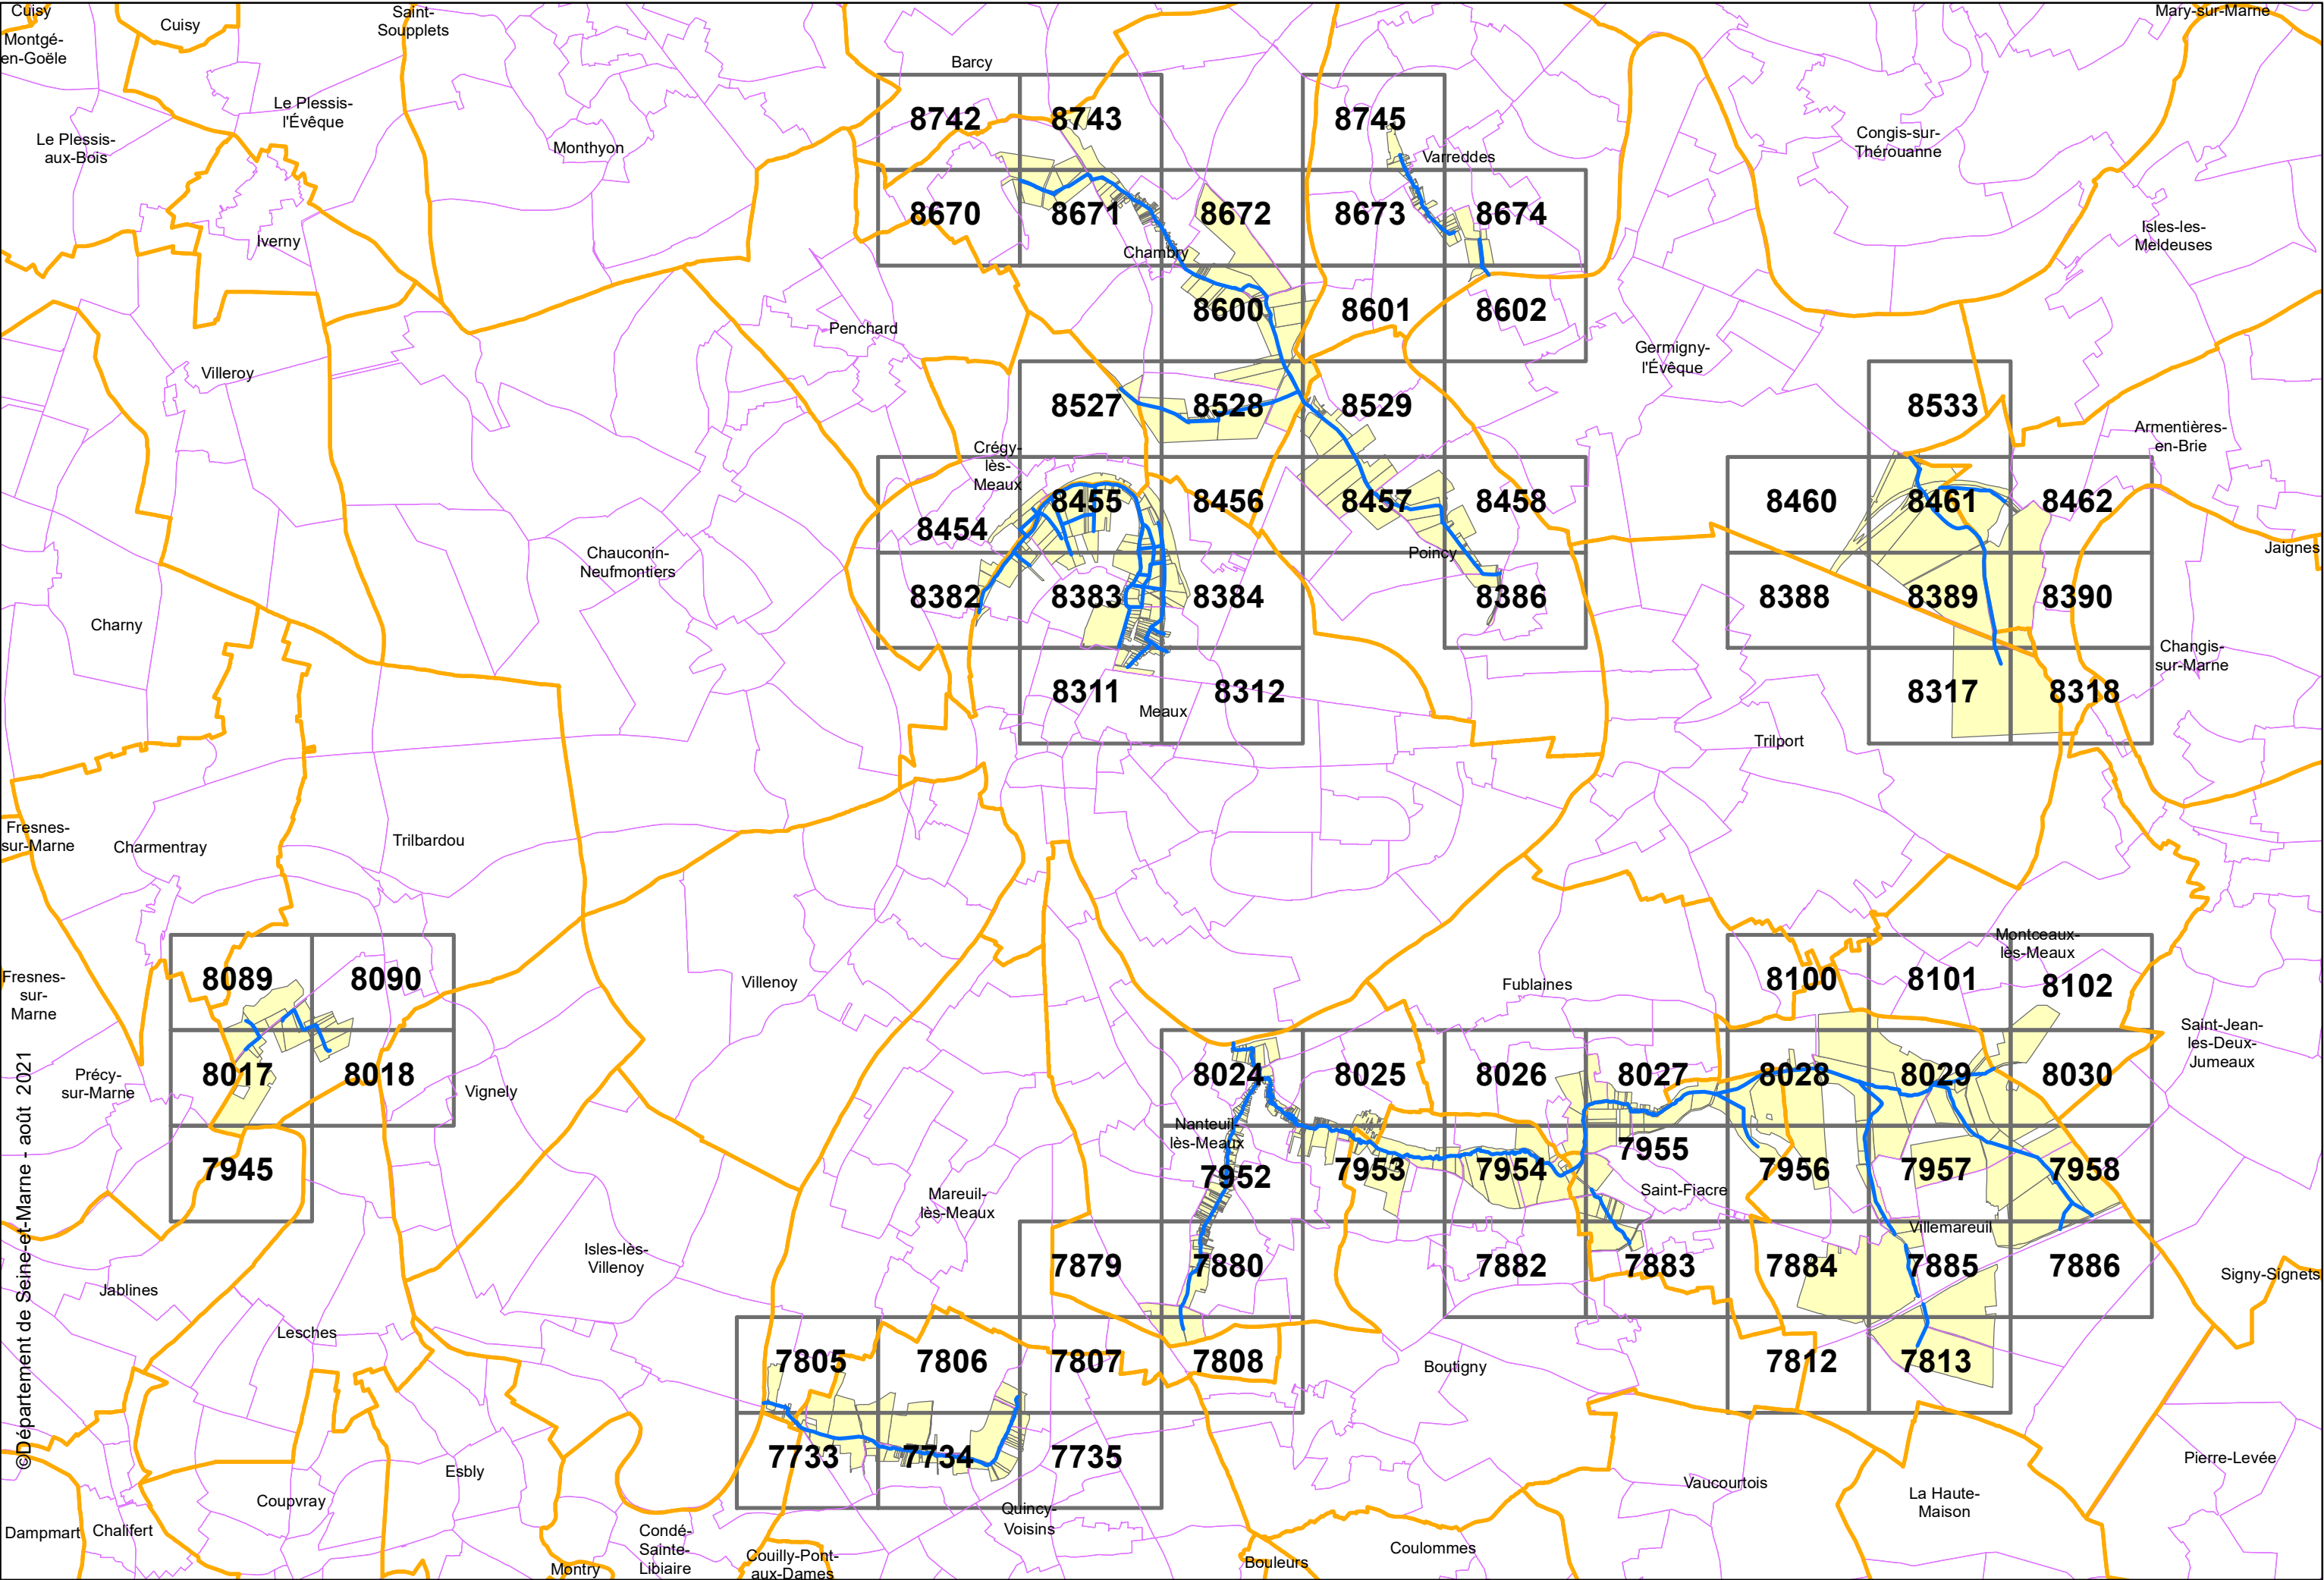 Cuisy
Cuisy
Saint-
Soupplets
Mary-sur-Marne
Montgé-
en-Goële
Barcy
Le Plessis-
l'Évêque
Le Plessis-
aux-Bois
Monthyon
8742
8743
8745
Congis-sur-
Thérouanne
Varreddes
Iverny
8670
8671
8672
8673
8674
Isles-les-
Meldeuses
Chambry
8600
8601
8602
Penchard
Villeroy
Germigny-
l'Évêque
8527
8528
8529
8533
Armentières-
en-Brie
Crégy-
lès-
Meaux
8454
8455
8456
8457
8458
8460
8461
8462
Chauconin-
Neufmontiers
Poincy
Jaignes
8382
8383
8384
8386
8388
8389
8390
Charny
Changis-
sur-Marne
8311
8312
8317
8318
Meaux
Trilport
Fresnes-
sur-Marne
Charmentray
Trilbardou
Fresnes-
sur-
Marne
8089
8090
Villenoy
Fublaines
8100
8101
8102
Montceaux-
lès-Meaux
Saint-Jean-
les-Deux-
Jumeaux
Précy-
sur-Marne
8017
8018
Vignely
8024
8025
8026
8027
8028
8029
8030
Nanteuil-
lès-Meaux
7945
7952
7953
7954
7955
7956
7957
7958
Mareuil-
lès-Meaux
Saint-Fiacre
Villemareuil
Isles-lès-
Villenoy
7879
7880
7882
7883
7884
7885
7886
Signy-Signets
Jablines
Lesches
7805
7806
7807
7808
Boutigny
7812
7813
7733
7734
7735
Esbly
Coupvray
Quincy-
Voisins
Vaucourtois
La Haute-
Maison
Pierre-Levée
Dampmart
Chalifert
Condé-
Sainte-
Libiaire
Montry
Couilly-Pont-
aux-Dames
Bouleurs
Coulommes
©Département de Seine-et-Marne - août 2021